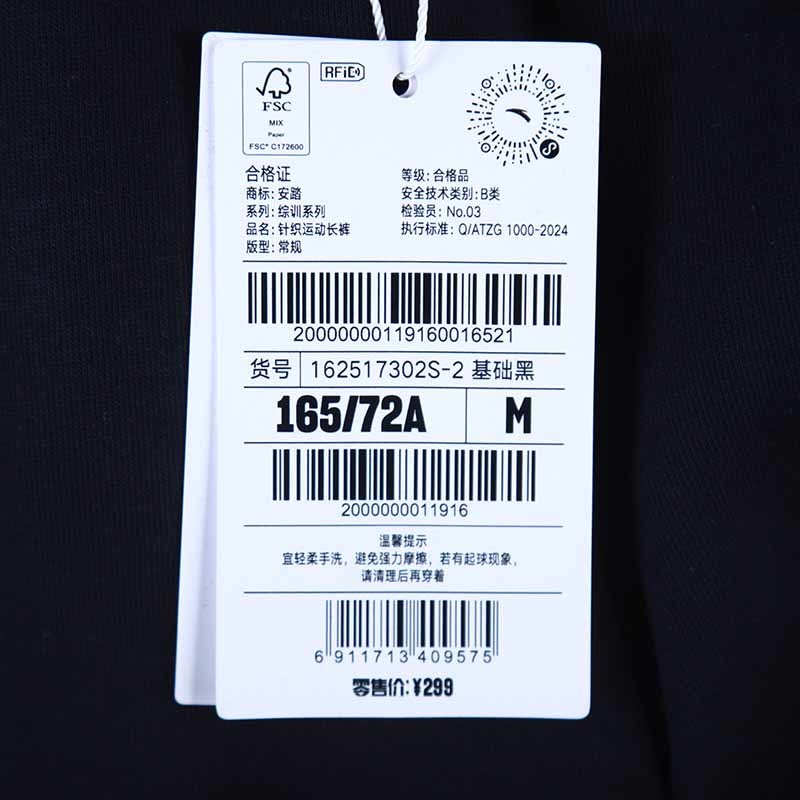 FSC
MIX
Paper
FSC® C172600
RFiD
合格证
商标: 安踏
系列: 综训系列
品名: 针织运动长裤
版型: 常规
等级: 合格品
安全技术类别: B类
检验员: No.03
执行标准: Q/ATZG 1000-2024
20000000119160016521
货号 162517302S-2 基础黑
165/72A M
2000000011916
温馨提示
宜轻柔手洗，避免强力摩擦，若有起球现象，
请清理后再穿着
6 911713 409575
零售价: ¥299